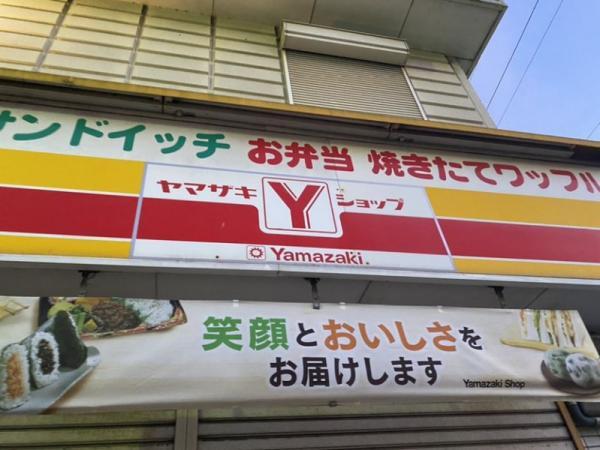 サンドイッチ お弁当 焼きたてワッフル
ヤマザキ Y ショップ
Yamazaki
笑顔とおいしさを
お届けします
Yamazaki Shop